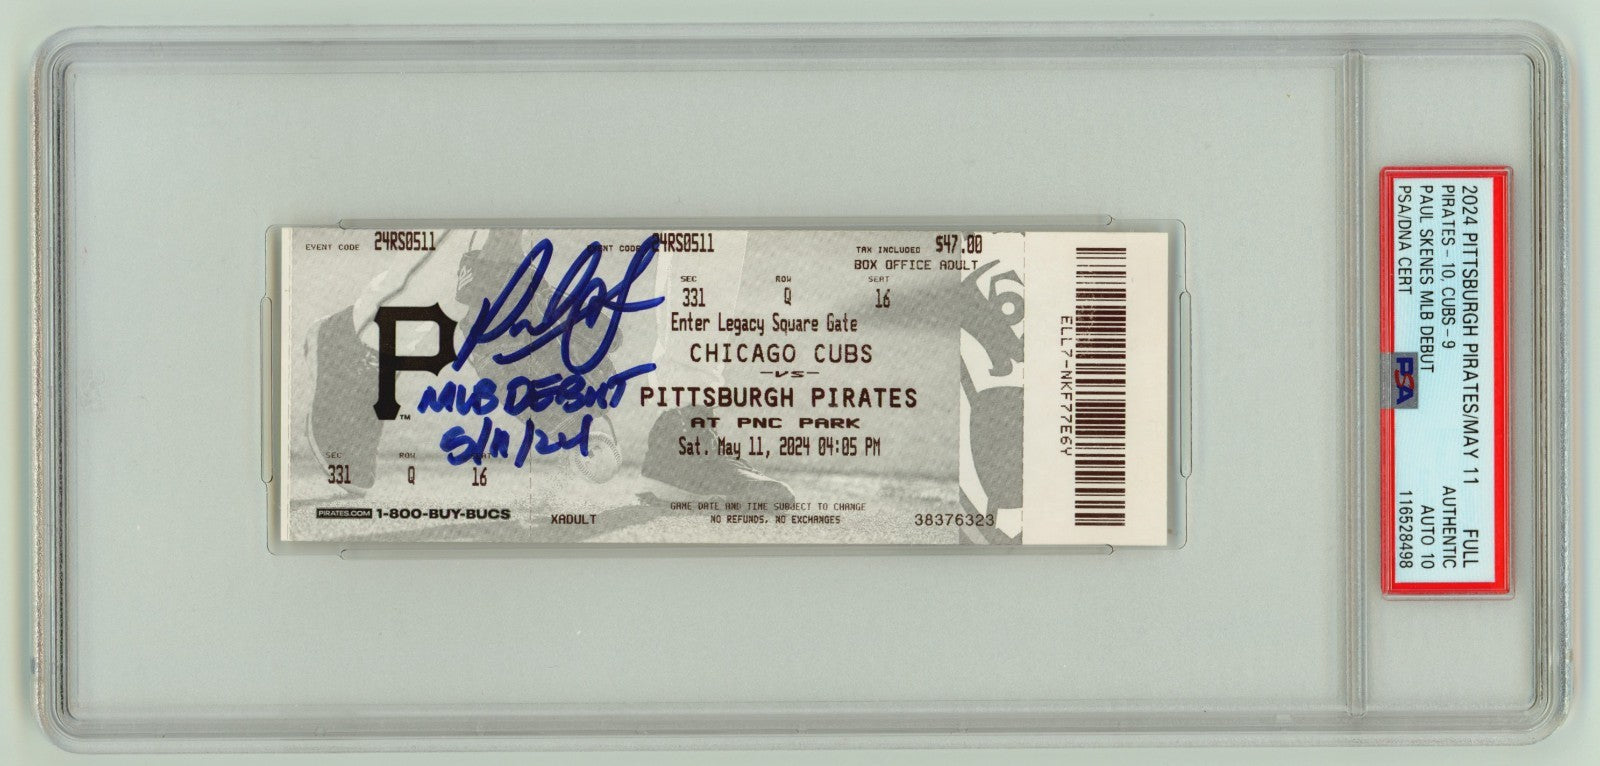 EVENT CODE 24RS0511
EVENT CODE 24RS0511
TAX INCLUDED $47.00
BOX OFFICE ADULT
SEC ROW SEAT
331 Q 16
Enter Legacy Square Gate
CHICAGO CUBS
-VS-
PITTSBURGH PIRATES
AT PNC PARK
Sat. May 11, 2024 04:05 PM
GAME DATE AND TIME SUBJECT TO CHANGE
NO REFUNDS, NO EXCHANGES
38376323
P
TM
MLB DEBUT
5/11/24
SEC ROW SEAT
331 Q 16
PIRATES.COM 1-800-BUY-BUCS
XADULT
ELL7-NKF77E6Y
2024 PITTSBURGH PIRATES/MAY 11 FULL
PIRATES - 10, CUBS - 9 AUTHENTIC
PAUL SKENES MLB DEBUT AUTO 10
PSA/DNA CERT 116528498
PSA